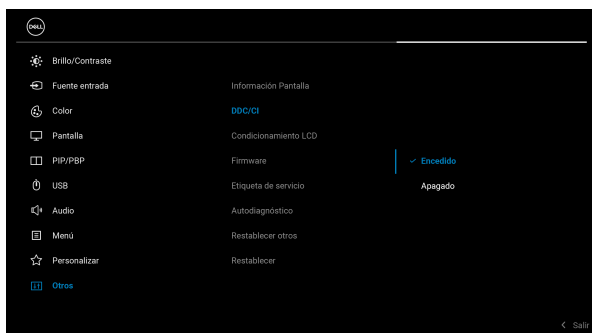 DELL
Brillo/Contraste
Fuente entrada
Información Pantalla
Color
DDC/CI
Pantalla
Condicionamiento LCD
PIP/PBP
Firmware
Encedido
USB
Etiqueta de servicio
Apagado
Audio
Autodiagnóstico
Menú
Restablecer otros
Personalizar
Restablecer
Otros
Salir